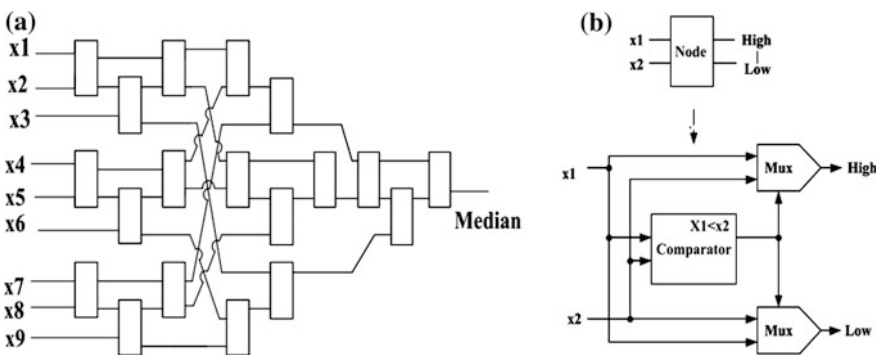 (a)
x1
x2
x3
x4
x5
x6
x7
x8
x9
Median
(b)
x1
x2
Node
High
Low
x1
x2
X1<x2
Comparator
Mux
High
Mux
Low